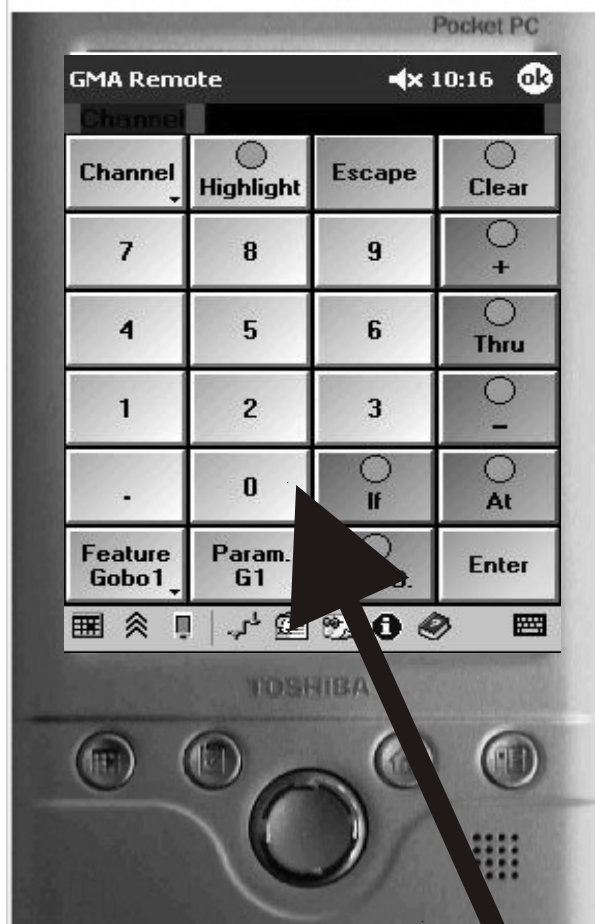 Pocket PC
GMA Remote 10:16 ok
Channel
Channel Highlight Escape Clear
7 8 9 +
4 5 6 Thru
1 2 3 -
. 0 If At
Feature Param. Enter
Gobo1 G1
TOSHIBA